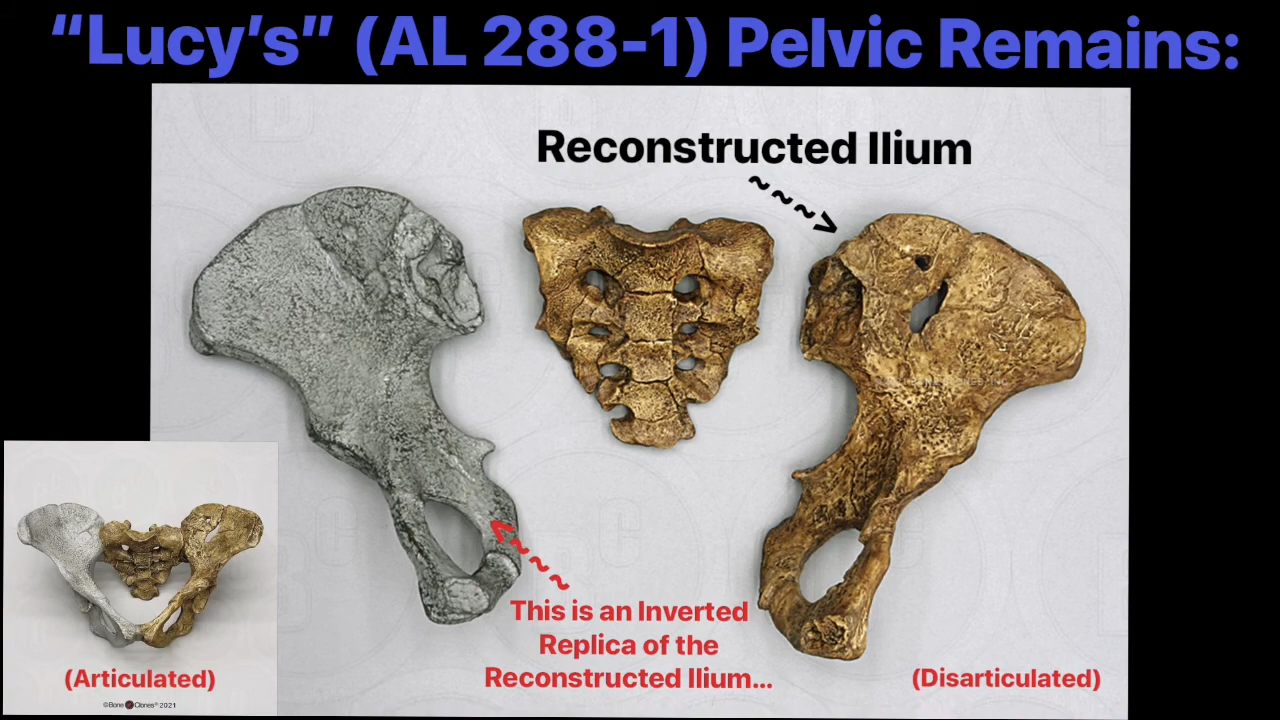 “Lucy’s” (AL 288-1) Pelvic Remains:
Reconstructed Ilium
This is an Inverted
Replica of the
Reconstructed Ilium...
(Articulated)
(Disarticulated)
©Bone Clones® 2021